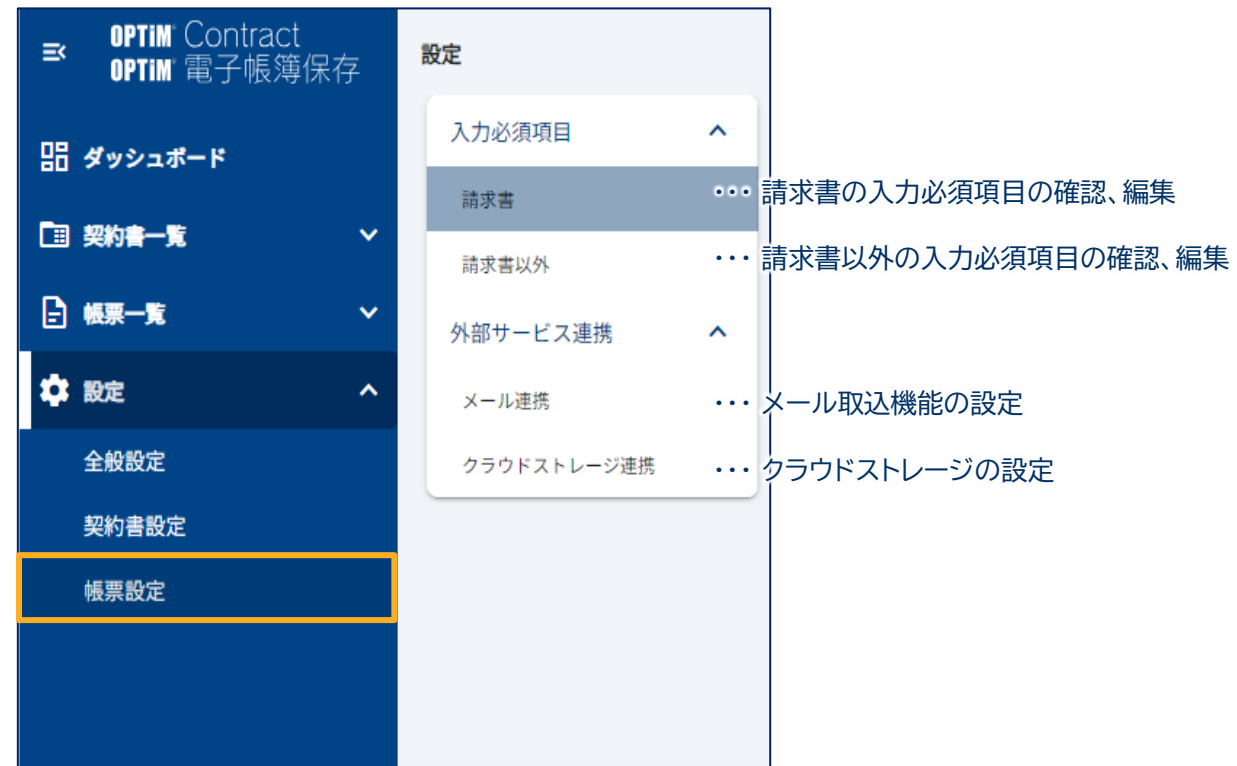 OPTiM Contract
OPTiM 電子帳簿保存
ダッシュボード
契約書一覧
帳票一覧
設定
全般設定
契約書設定
帳票設定
設定
入力必須項目
請求書 ･･･ 請求書の入力必須項目の確認、編集
請求書以外 ･･･ 請求書以外の入力必須項目の確認、編集
外部サービス連携
メール連携 ･･･ メール取込機能の設定
クラウドストレージ連携 ･･･ クラウドストレージの設定